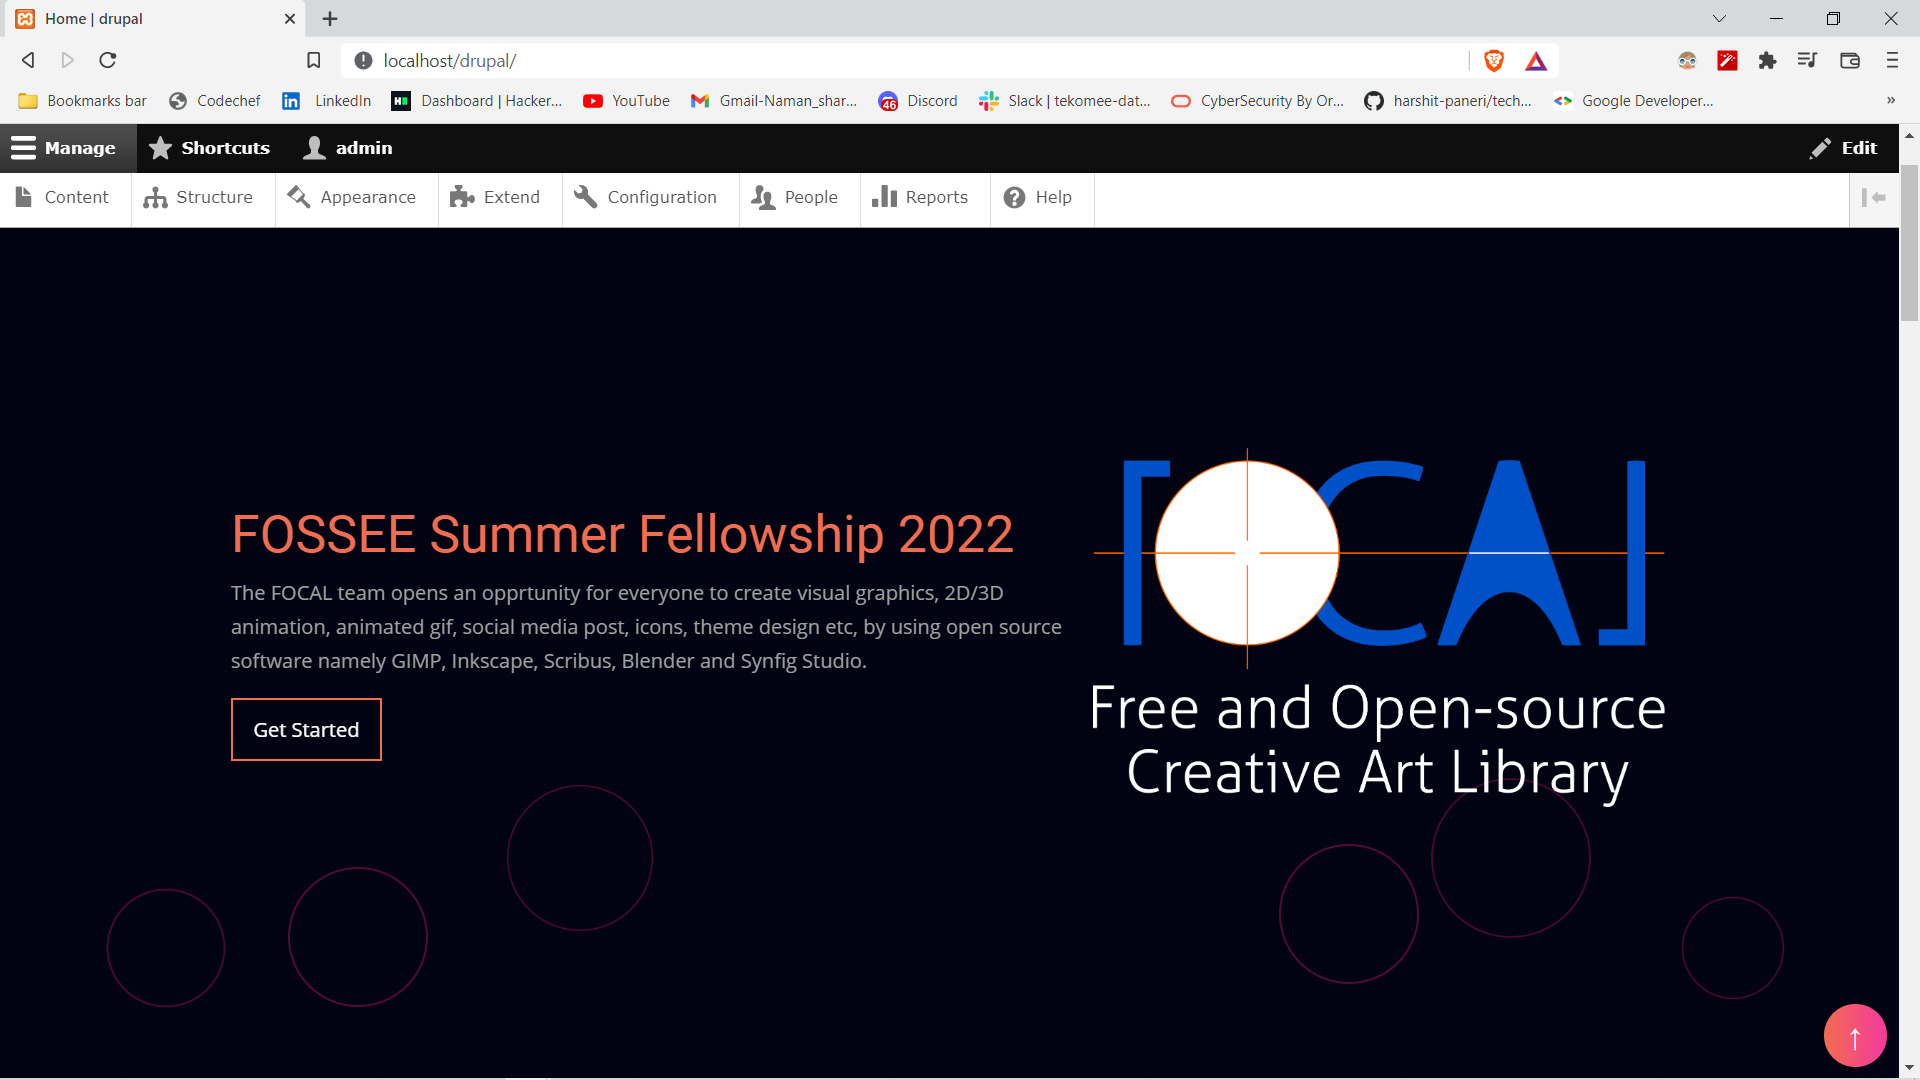 Home | drupal
localhost/drupal/
Bookmarks bar Codechef LinkedIn Dashboard | Hacker... YouTube Gmail-Naman_shar... 46 Discord Slack | tekomee-dat... CyberSecurity By Or... harshit-paneri/tech... Google Developer... »
Manage Shortcuts admin Edit
Content Structure Appearance Extend Configuration People Reports Help
FOCAL
FOSSEE Summer Fellowship 2022
The FOCAL team opens an opprtunity for everyone to create visual graphics, 2D/3D
animation, animated gif, social media post, icons, theme design etc, by using open source
software namely GIMP, Inkscape, Scribus, Blender and Synfig Studio.
Get Started
Free and Open-source
Creative Art Library